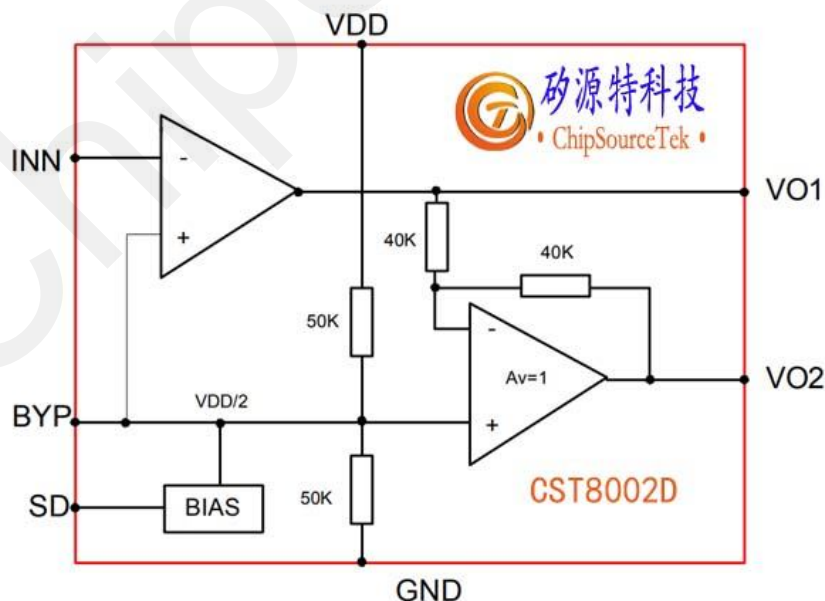 VDD
矽源特科技
• ChipSourceTek •
INN
-
+
VO1
40K
40K
50K
-
Av=1
+
VO2
BYP
VDD/2
SD
BIAS
50K
CST8002D
GND